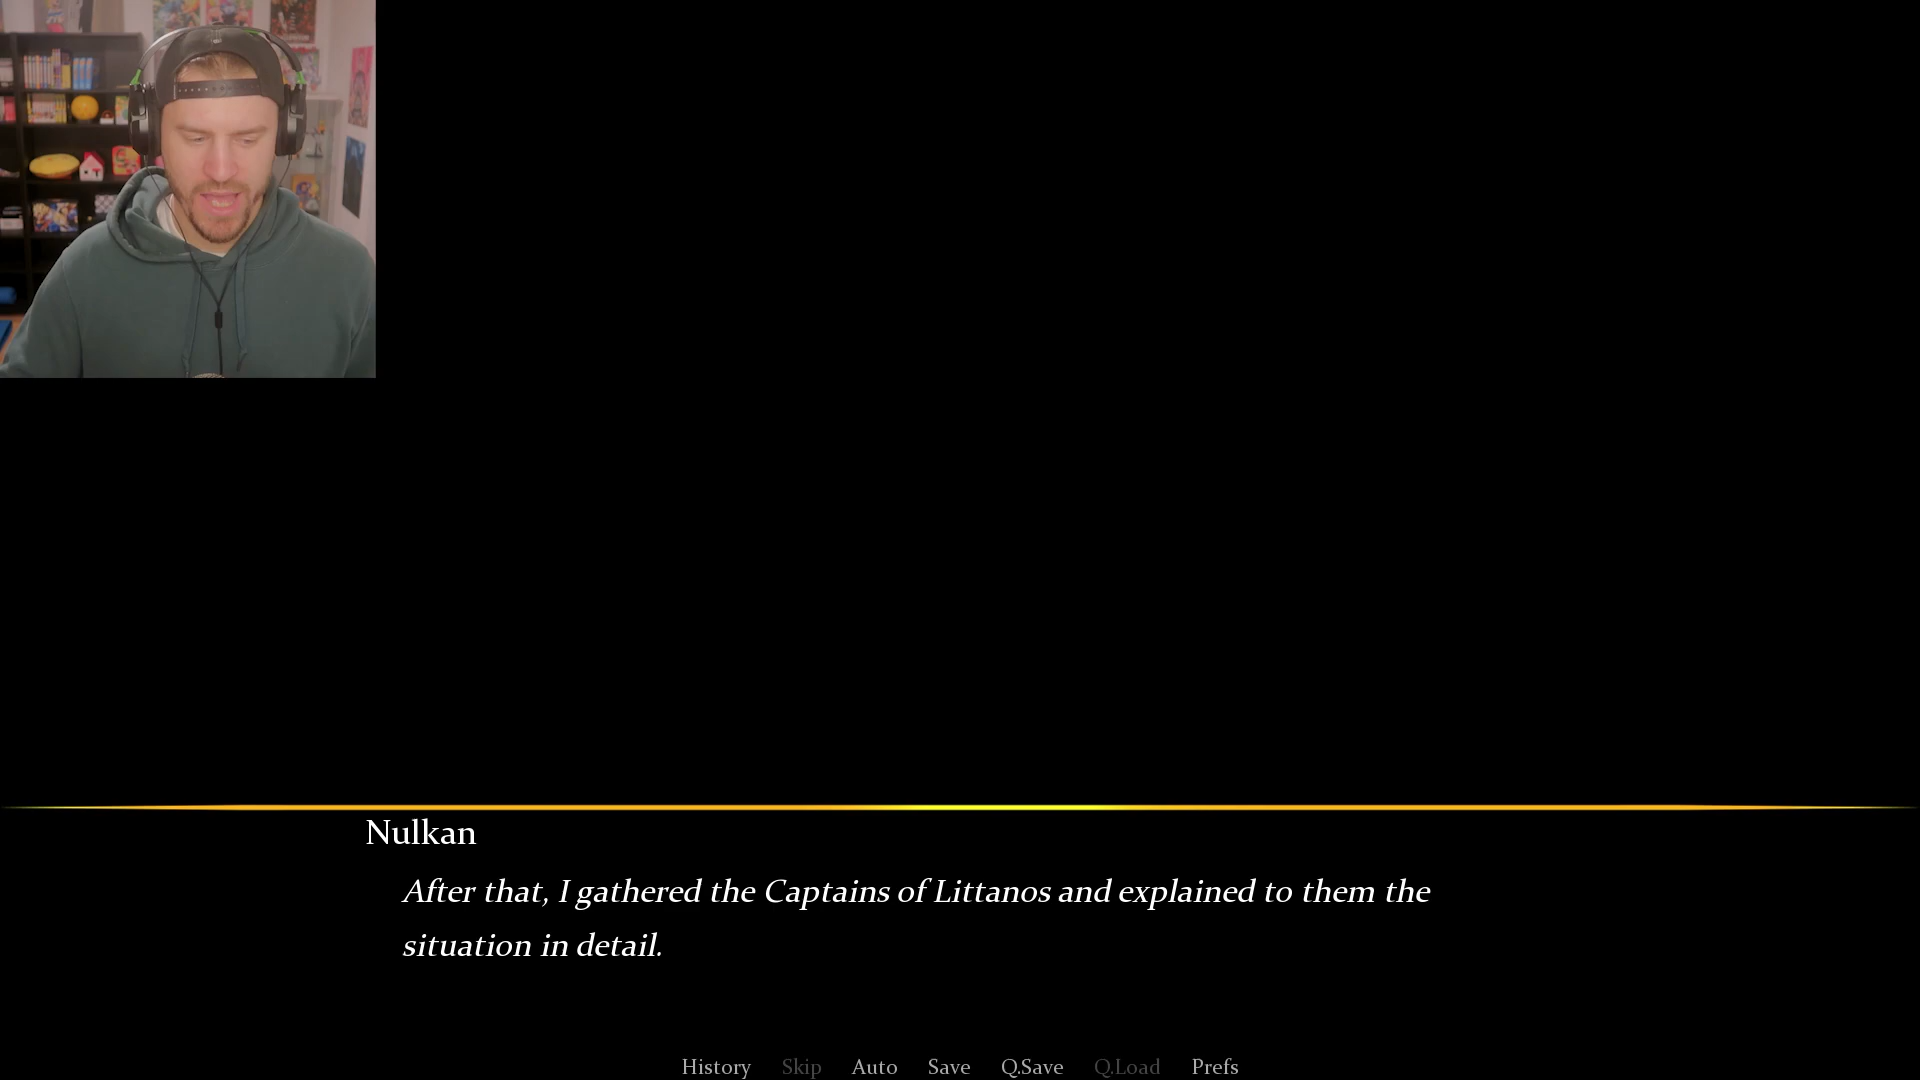 Nulkan
After that, I gathered the Captains of Littanos and explained to them the
situation in detail.
History Skip Auto Save Q.Save Q.Load Prefs